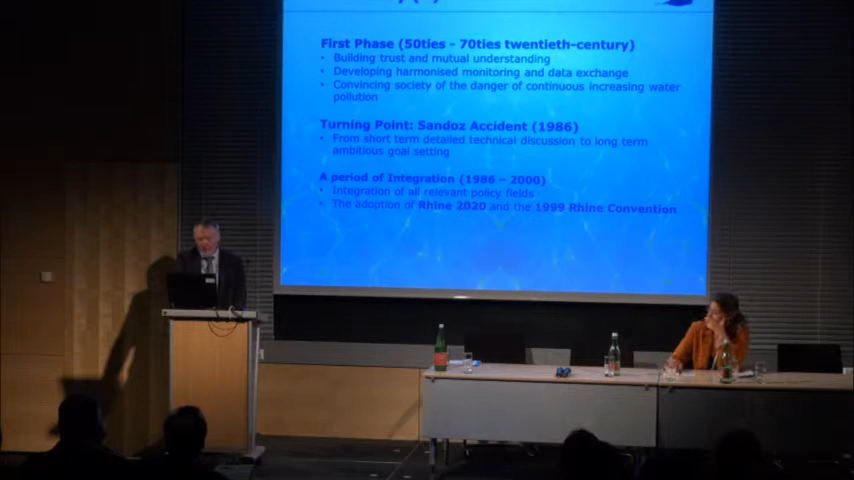 First Phase (50ties - 70ties twentieth-century)
• Building trust and mutual understanding
• Developing harmonised monitoring and data exchange
• Convincing society of the danger of continuous increasing water
pollution
Turning Point: Sandoz Accident (1986)
• From short term detailed technical discussion to long term
ambitious goal setting
A period of Integration (1986 – 2000)
• Integration of all relevant policy fields
• The adoption of Rhine 2020 and the 1999 Rhine Convention